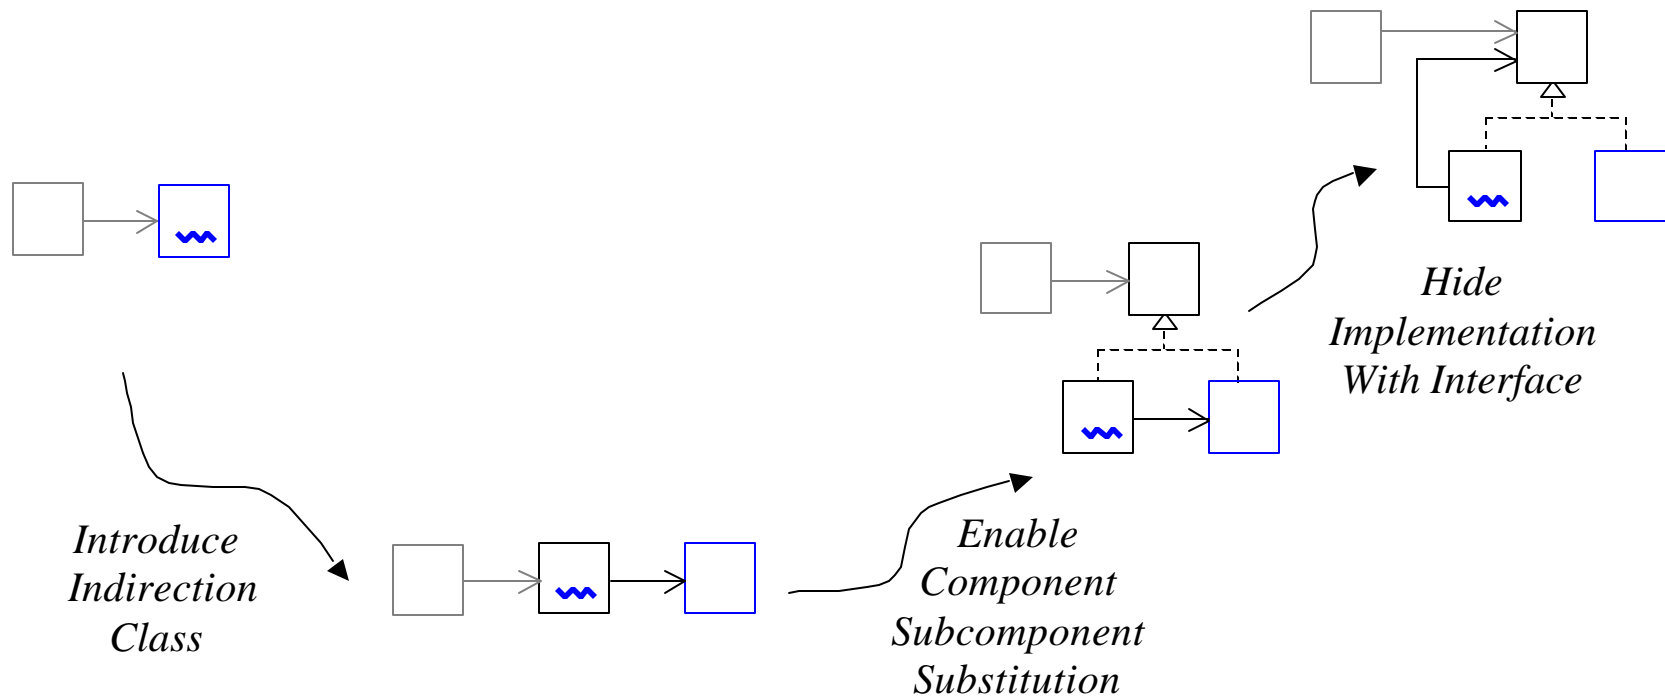 Introduce
Indirection
Class
Enable
Component
Subcomponent
Substitution
Hide
Implementation
With Interface